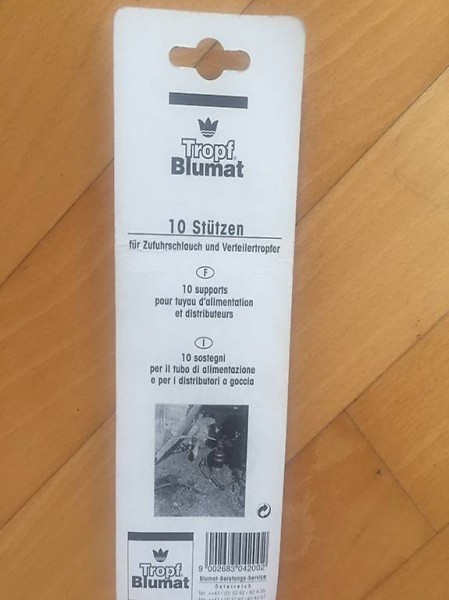 Tropf
Blumat
10 Stützen
für Zufuhrschlauch und Verteilertropfer
F
10 supports
pour tuyau d'alimentation
et distributeurs
I
10 sostegni
per il tubo di alimentazione
e per i distributori a goccia
9 002683 042002
Tropf
Blumat
Blumat-Beratungs-Service
Österreich